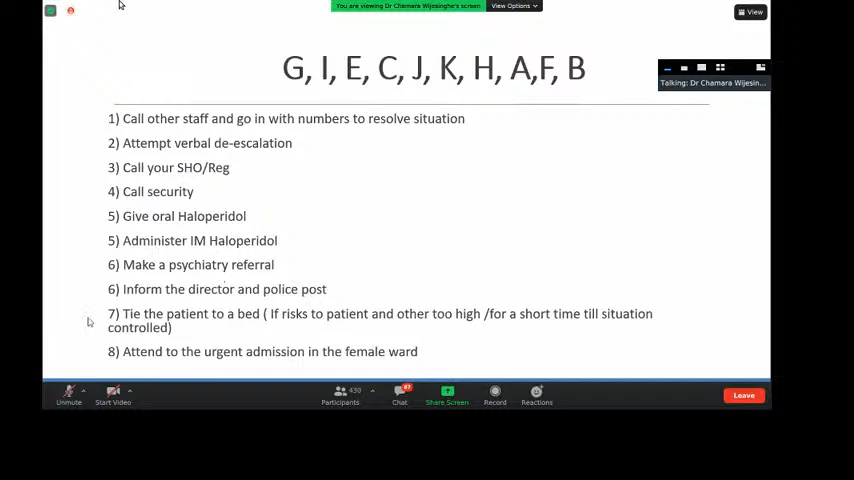 You are viewing Dr Chamara Wijesinghe's screen
View Options
View
G, I, E, C, J, K, H, A,F, B
Talking: Dr Chamara Wijesin...
1) Call other staff and go in with numbers to resolve situation
2) Attempt verbal de-escalation
3) Call your SHO/Reg
4) Call security
5) Give oral Haloperidol
5) Administer IM Haloperidol
6) Make a psychiatry referral
6) Inform the director and police post
7) Tie the patient to a bed ( If risks to patient and other too high /for a short time till situation
controlled)
8) Attend to the urgent admission in the female ward
430
67
Unmute
Start Video
Participants
Chat
Share Screen
Record
Reactions
Leave